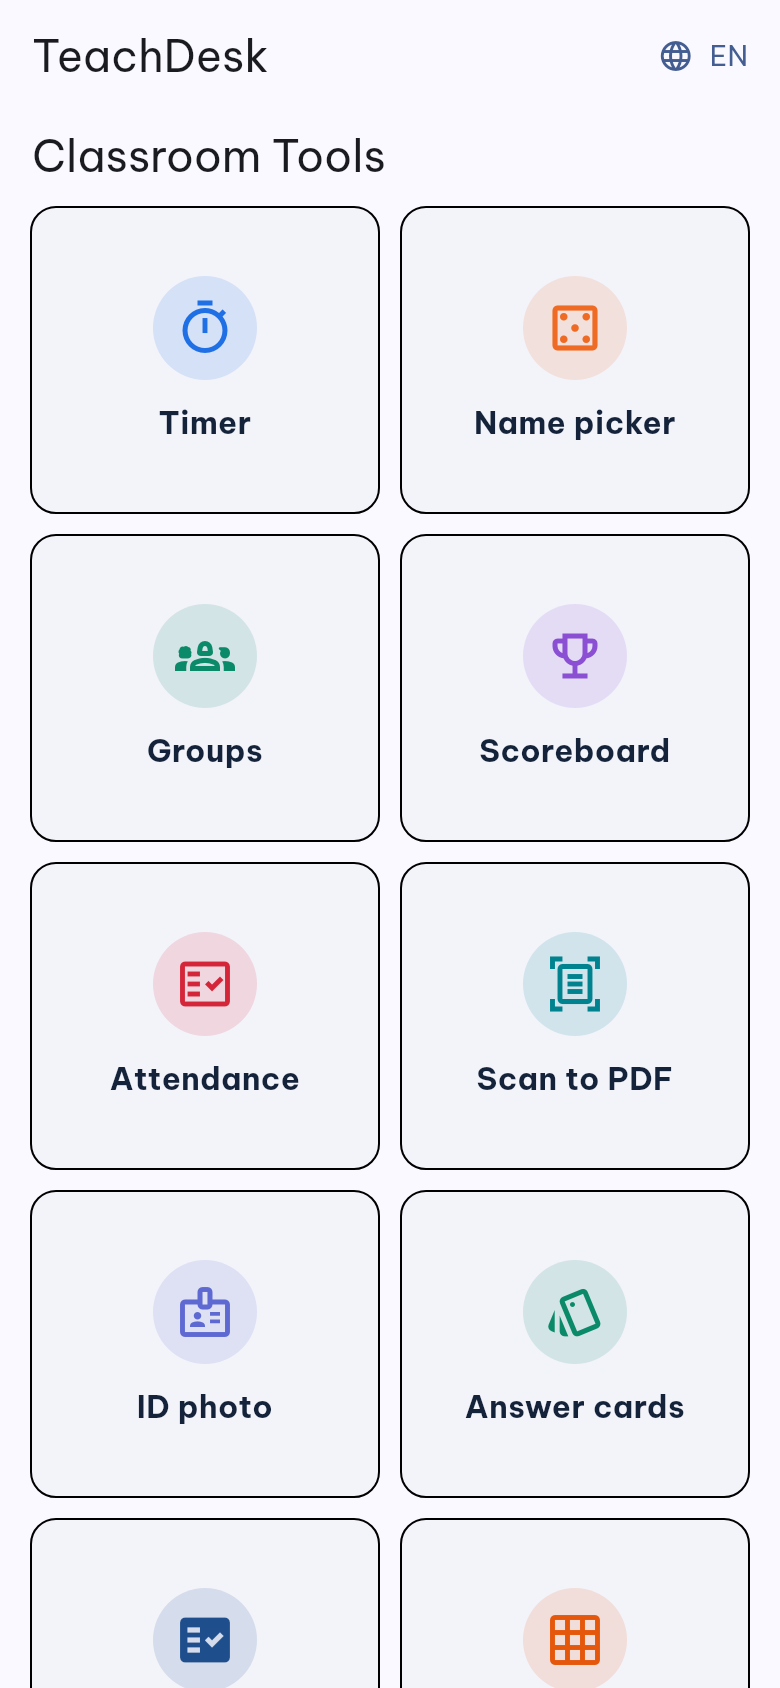 TeachDesk
EN
Classroom Tools
Timer
Name picker
Groups
Scoreboard
Attendance
Scan to PDF
ID photo
Answer cards